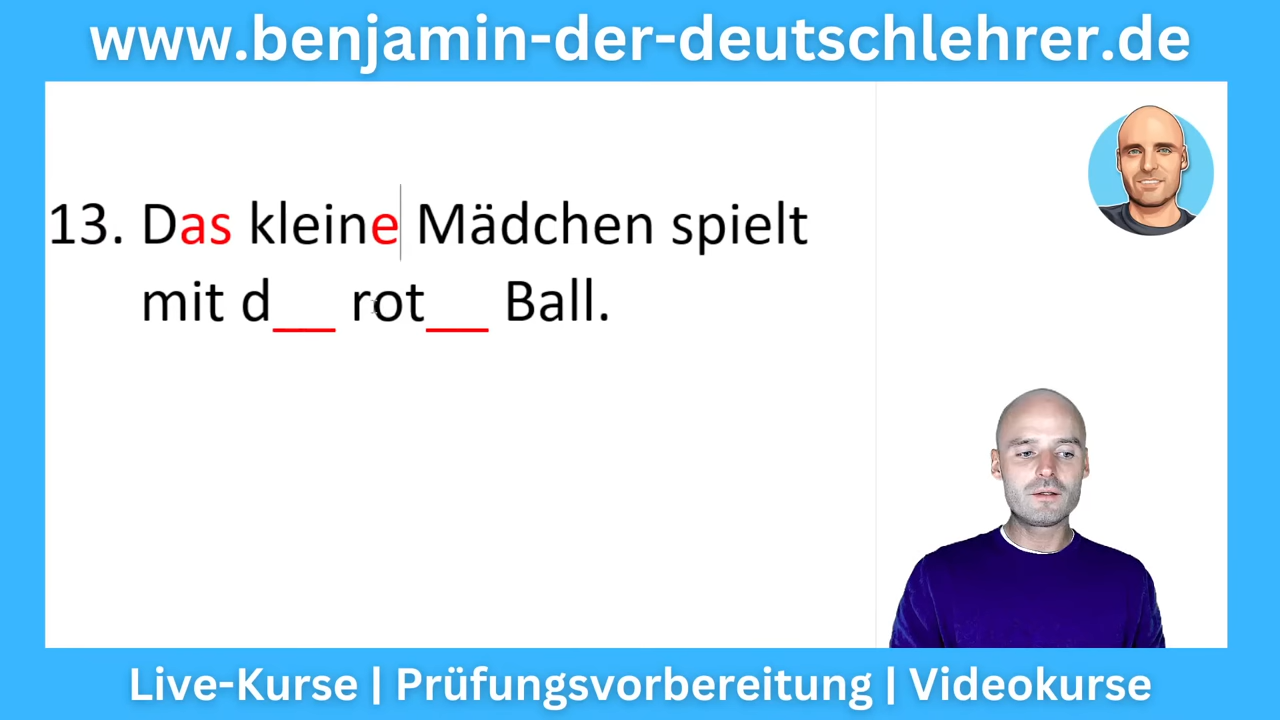 www.benjamin-der-deutschlehrer.de
13. Das kleine Mädchen spielt
mit d__ rot__ Ball.
Live-Kurse | Prüfungsvorbereitung | Videokurse